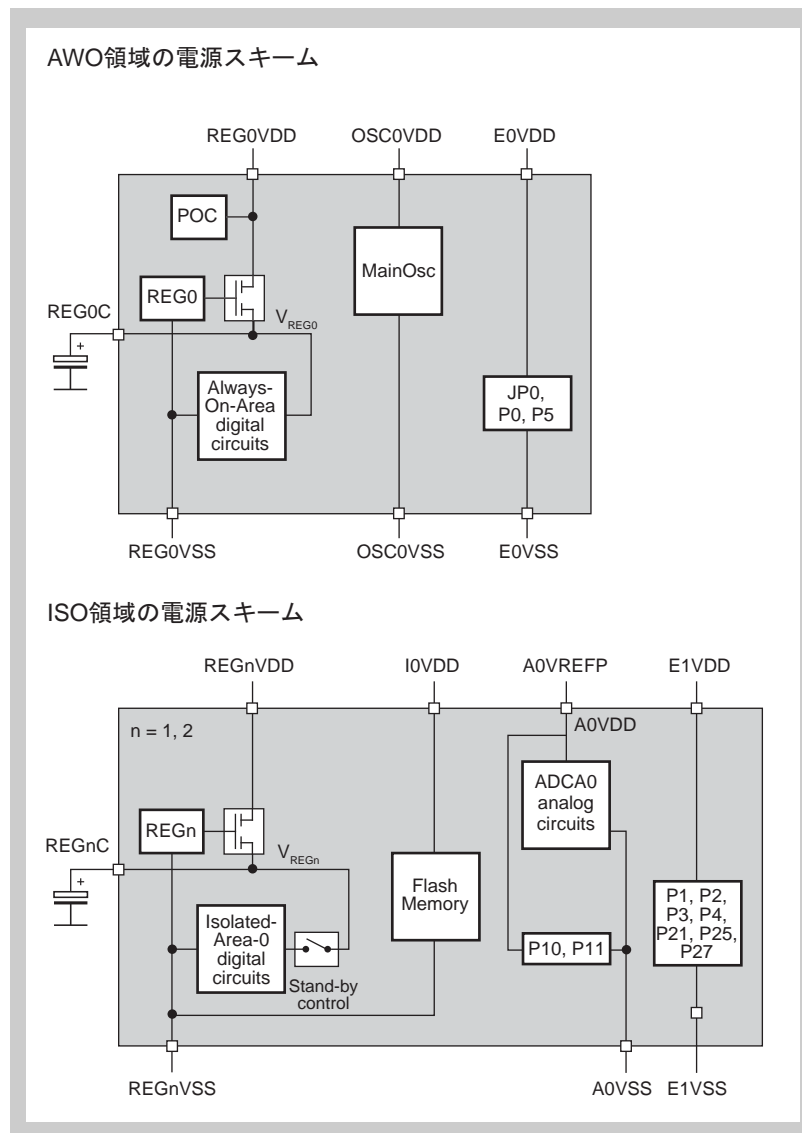 AWO領域の電源スキーム
REG0VDD OSC0VDD E0VDD
POC
MainOsc
REG0
REG0C
VREG0
+
Always-
On-Area
digital
circuits
JP0,
P0, P5
REG0VSS OSC0VSS E0VSS
ISO領域の電源スキーム
REGnVDD I0VDD A0VREFP E1VDD
n = 1, 2
A0VDD
ADCA0
analog
circuits
REGn
REGnC
VREGn
+
Flash
Memory
P1, P2,
P3, P4,
P21, P25,
P27
Isolated-
Area-0
digital
circuits
P10, P11
Stand-by
control
REGnVSS A0VSS E1VSS